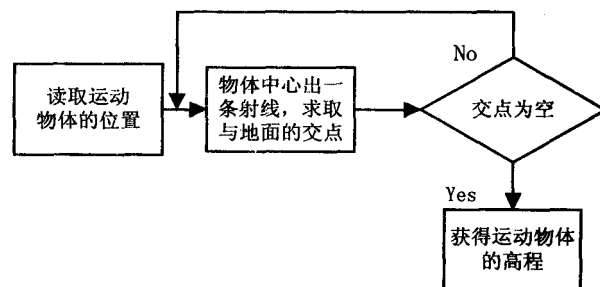 No
读取运动
物体的位置
物体中心出一
条射线，求取
与地面的交点
交点为空
Yes
获得运动物体
的高程